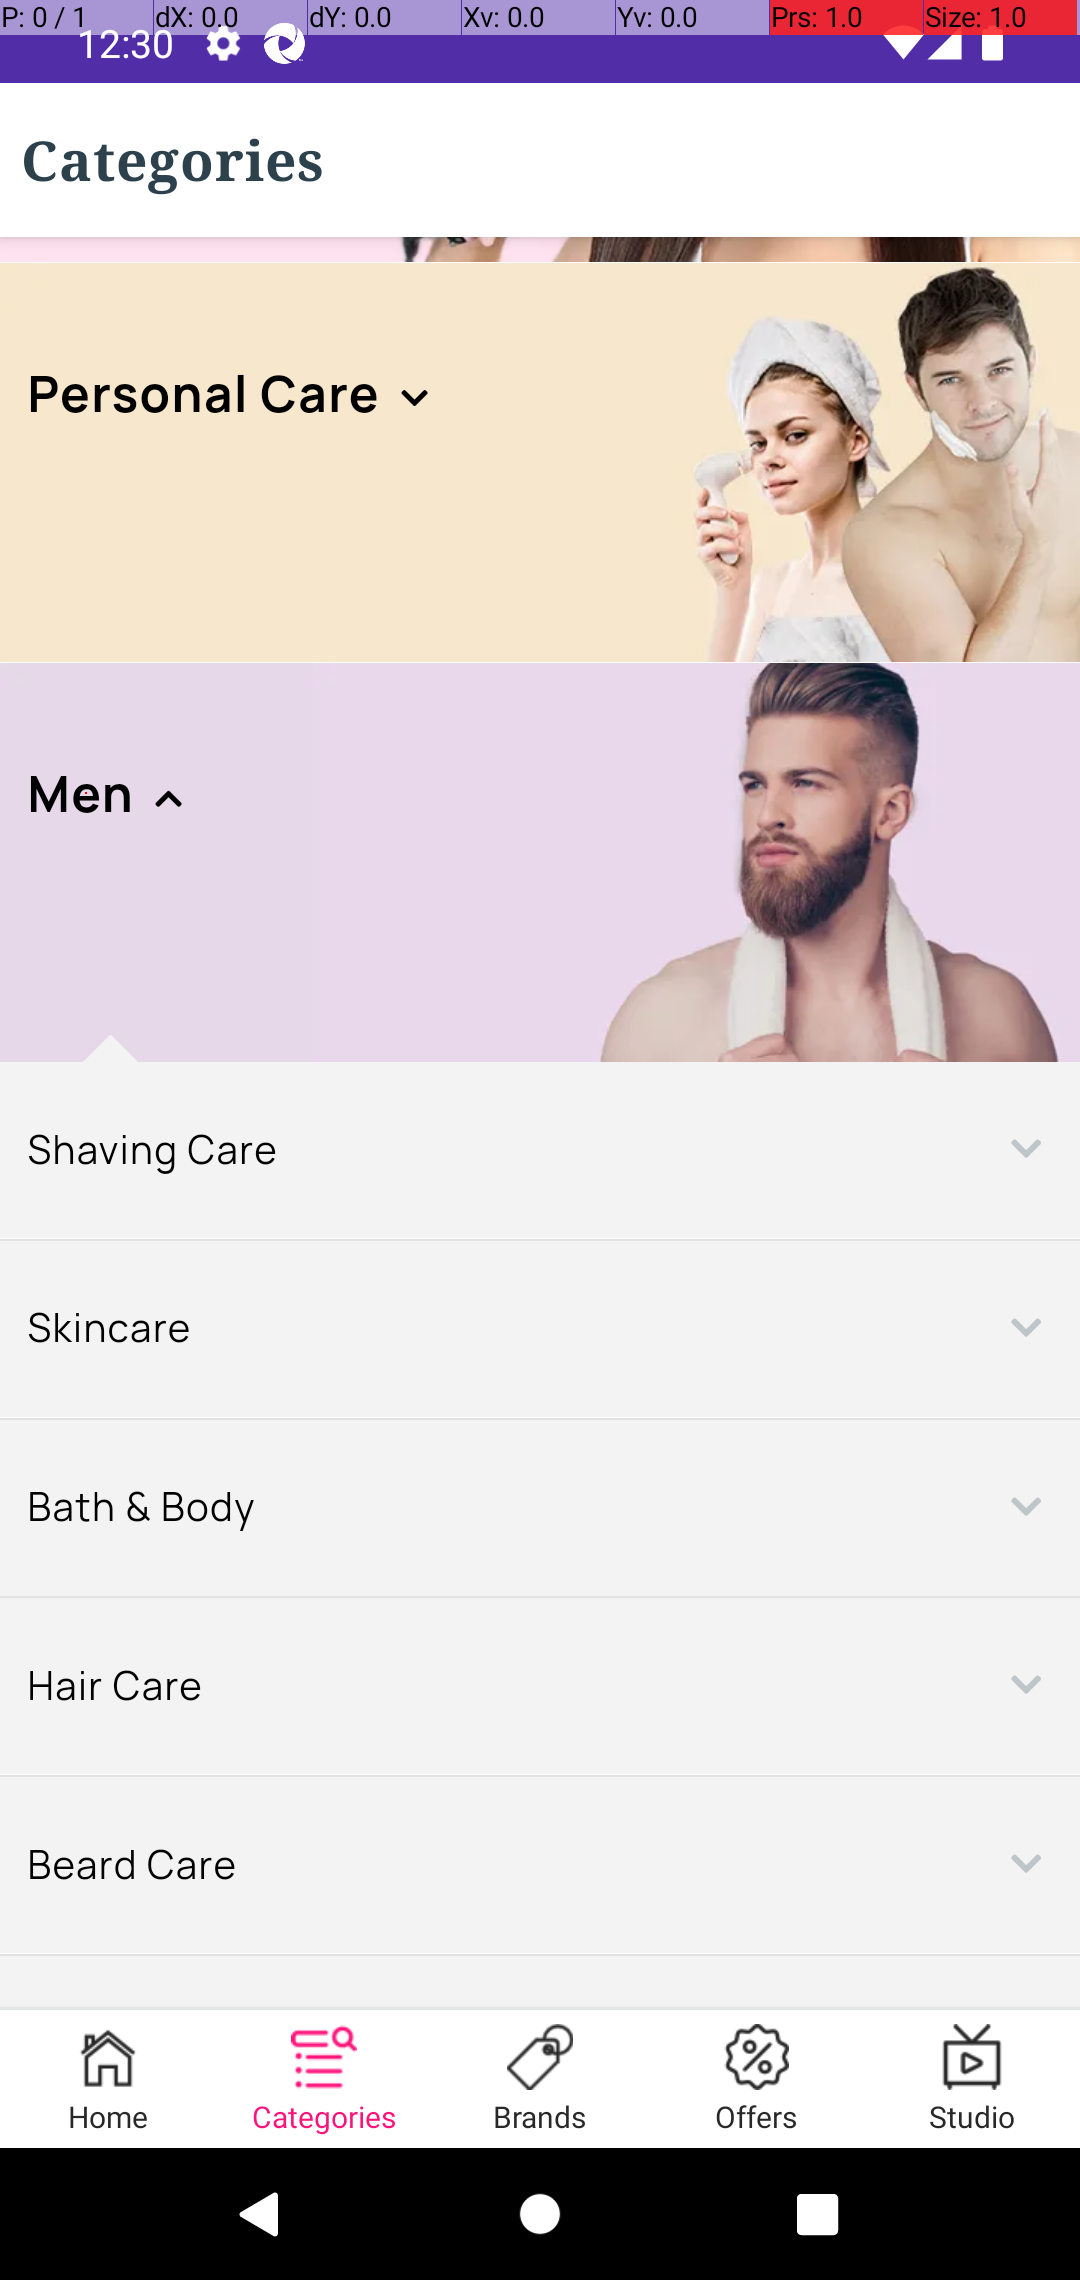 P: 0 / 1 dX: 0.0 dY: 0.0 Xv: 0.0 Yv: 0.0 Prs: 1.0 Size: 1.0
12:30
Categories
Personal Care
Men
Shaving Care
Skincare
Bath & Body
Hair Care
Beard Care
Home Categories Brands Offers Studio